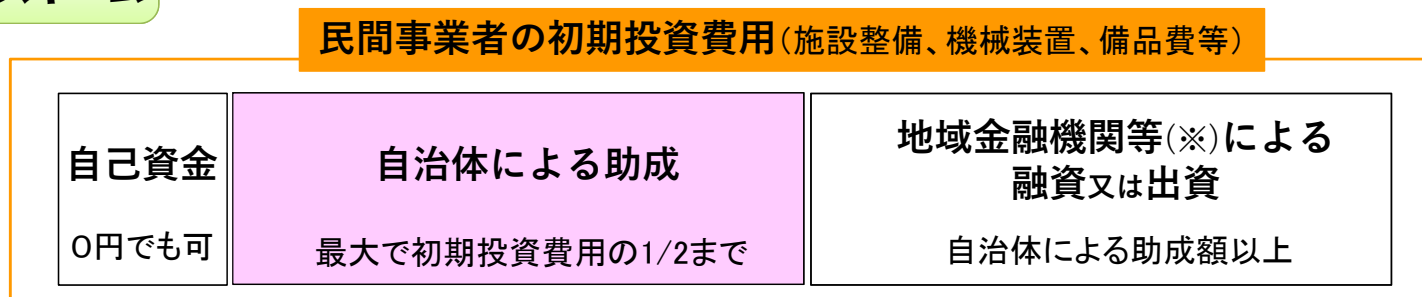 民間事業者の初期投資費用(施設整備、機械装置、備品費等)
自己資金
0円でも可
自治体による助成
最大で初期投資費用の1/2まで
地域金融機関等(※)による
融資又は出資
自治体による助成額以上